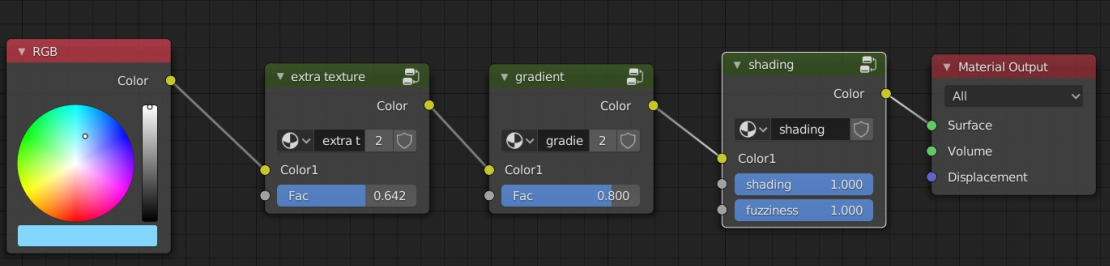 RGB
Color
extra texture
Color
extra t 2
Color1
Fac 0.642
gradient
Color
gradie 2
Color1
Fac 0.800
shading
Color
shading
Color1
shading 1.000
fuzziness 1.000
Material Output
All
Surface
Volume
Displacement